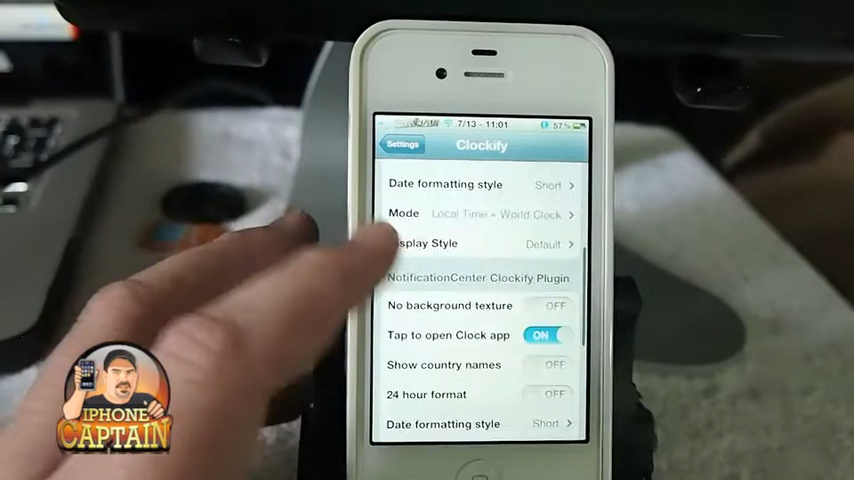 7/13 - 11:01 57%
Settings Clockify
Date formatting style Short
Mode Local Time + World Clock
isplay Style Default
NotificationCenter Clockify Plugin
No background texture OFF
Tap to open Clock app ON
Show country names OFF
24 hour format OFF
Date formatting style Short
IPHONE
CAPTAIN